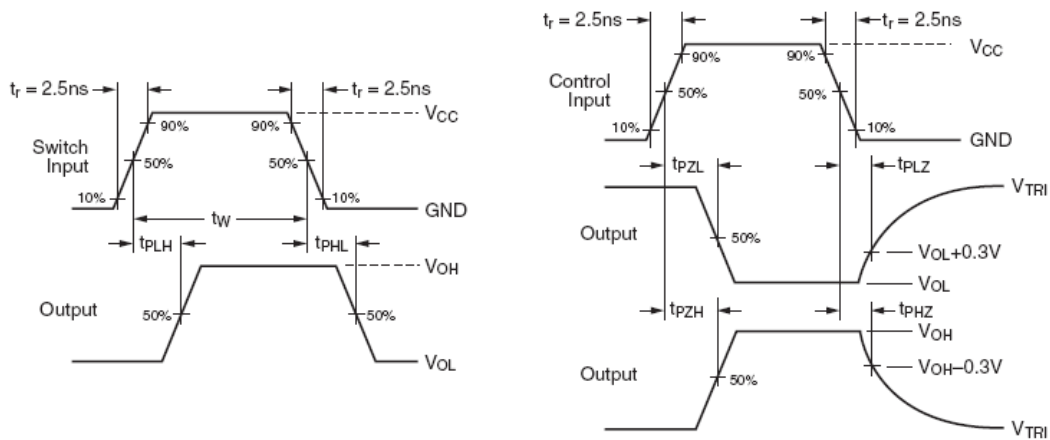 tr = 2.5ns
tr = 2.5ns
VCC
90%
90%
Switch
Input
50%
50%
10%
10%
GND
tW
tPLH
tPHL
VOH
Output
50%
50%
VOL
tr = 2.5ns
tr = 2.5ns
VCC
90%
90%
Control
Input
50%
50%
10%
10%
GND
tPZL
tPLZ
VTRI
Output
50%
VOL+0.3V
VOL
tPZH
tPHZ
VOH
VOH–0.3V
Output
50%
VTRI